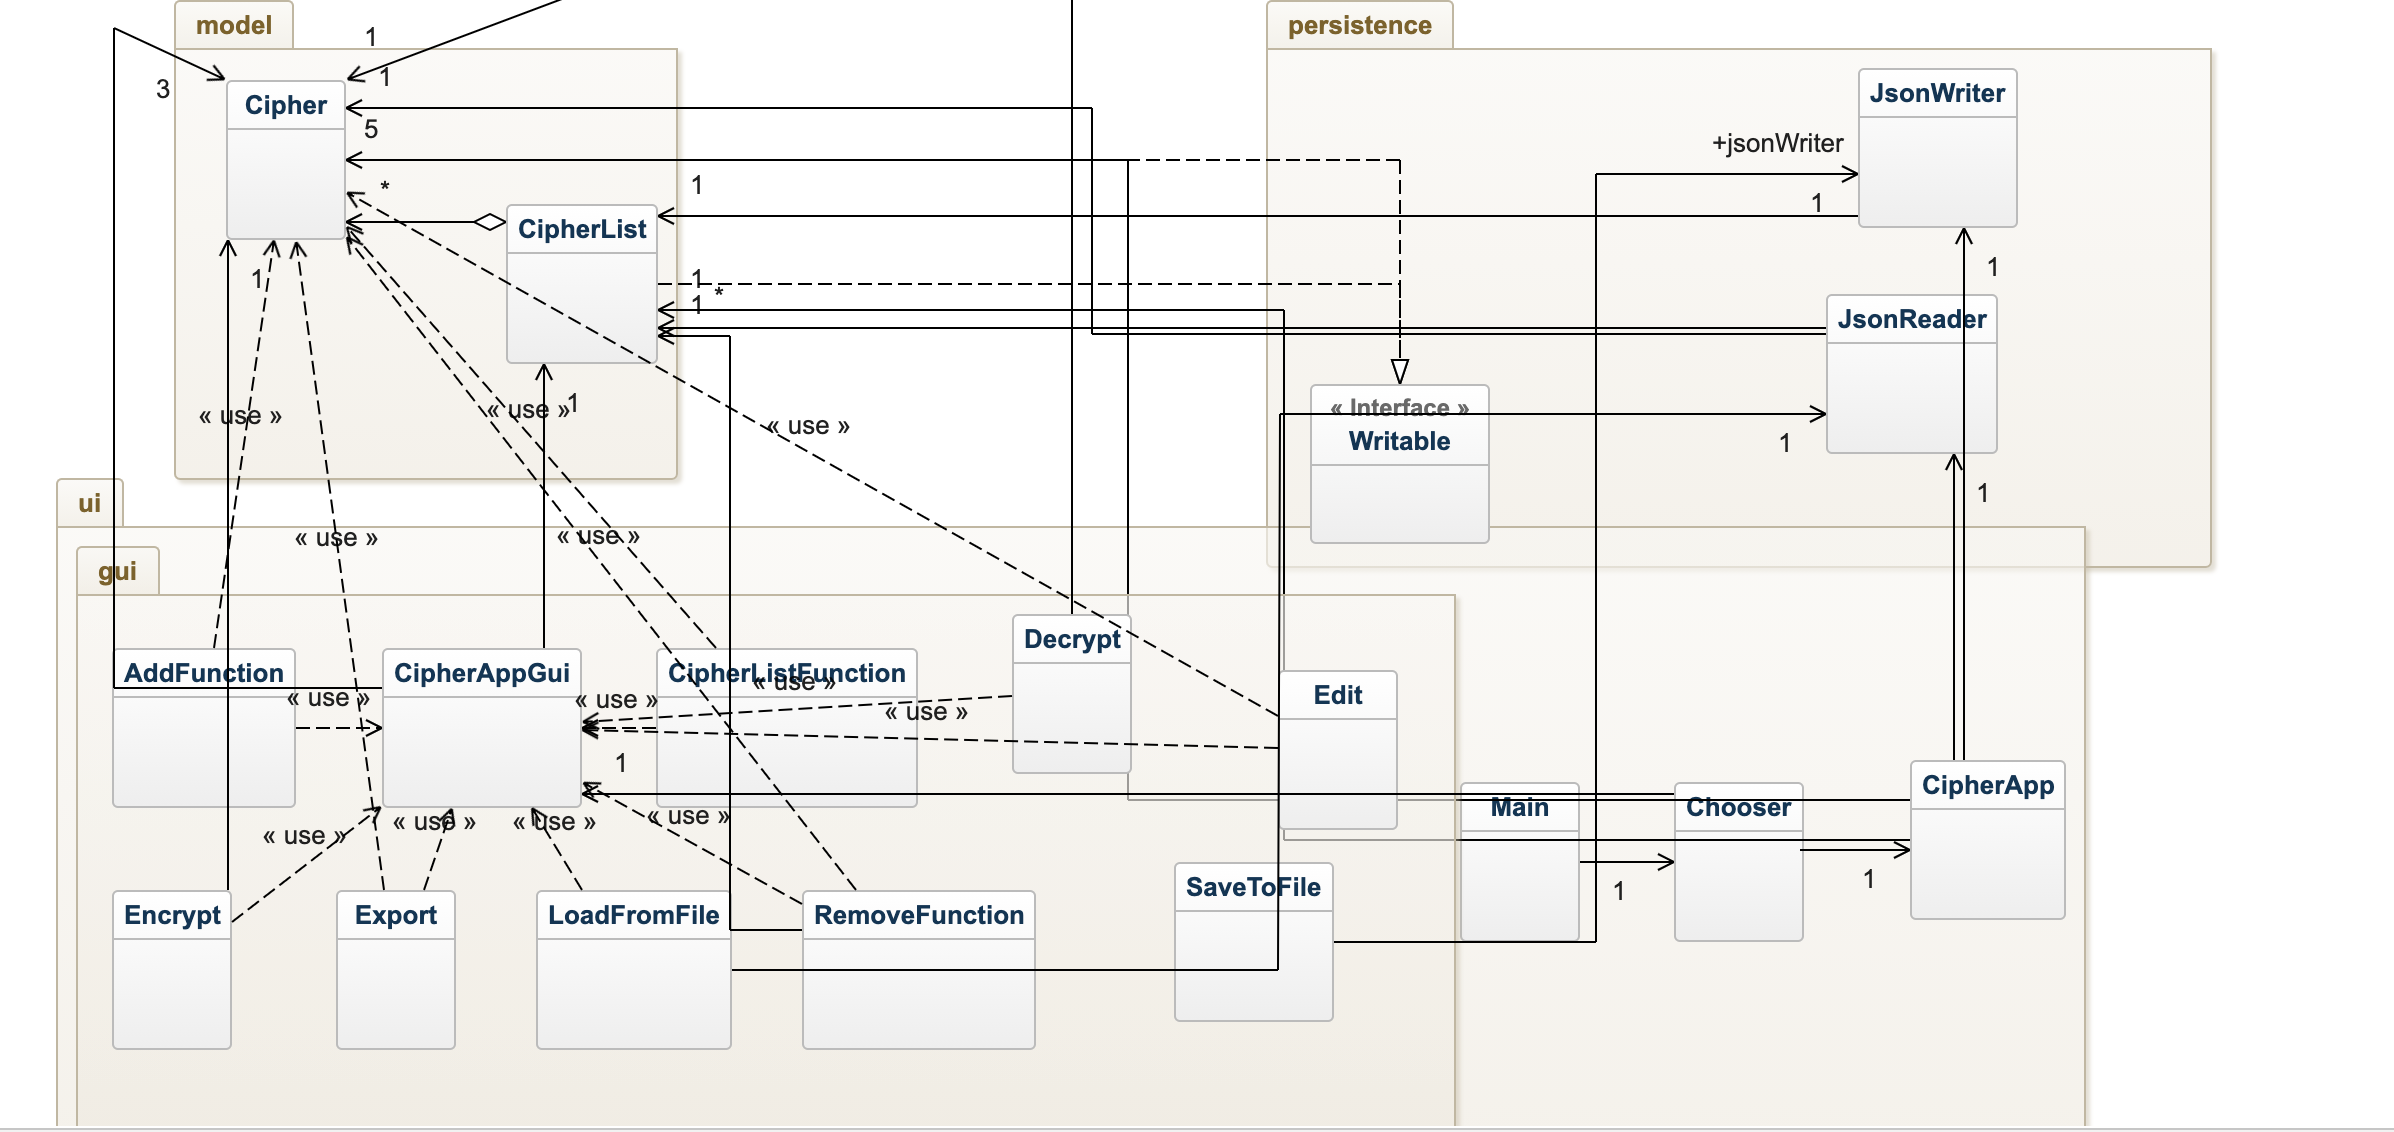 model
persistence
1
1
3
Cipher
JsonWriter
5
+jsonWriter
*
1
1
CipherList
1
1
1
*
1
JsonReader
« use »
« use »
1
« use »
« Interface »
Writable
1
ui
1
« use »
« use »
gui
Decrypt
AddFunction
CipherAppGui
CipherListFunction
« use »
Edit
« use »
« use »
« use »
1
CipherApp
Main
Chooser
« use »
« use »
« use »
« use »
1
1
SaveToFile
Encrypt
Export
LoadFromFile
RemoveFunction